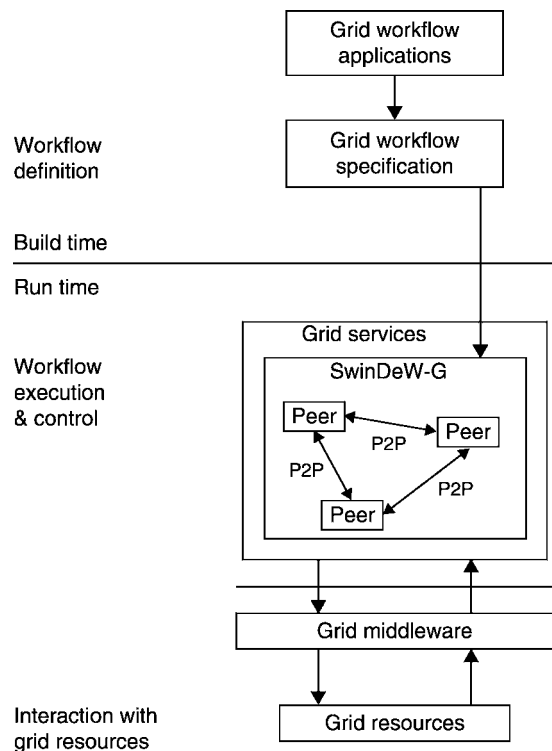 Grid workflow
applications
Workflow
definition
Grid workflow
specification
Build time
Run time
Grid services
Workflow
execution
& control
SwinDeW-G
Peer
Peer
P2P
P2P
P2P
Peer
Grid middleware
Interaction with
grid resources
Grid resources